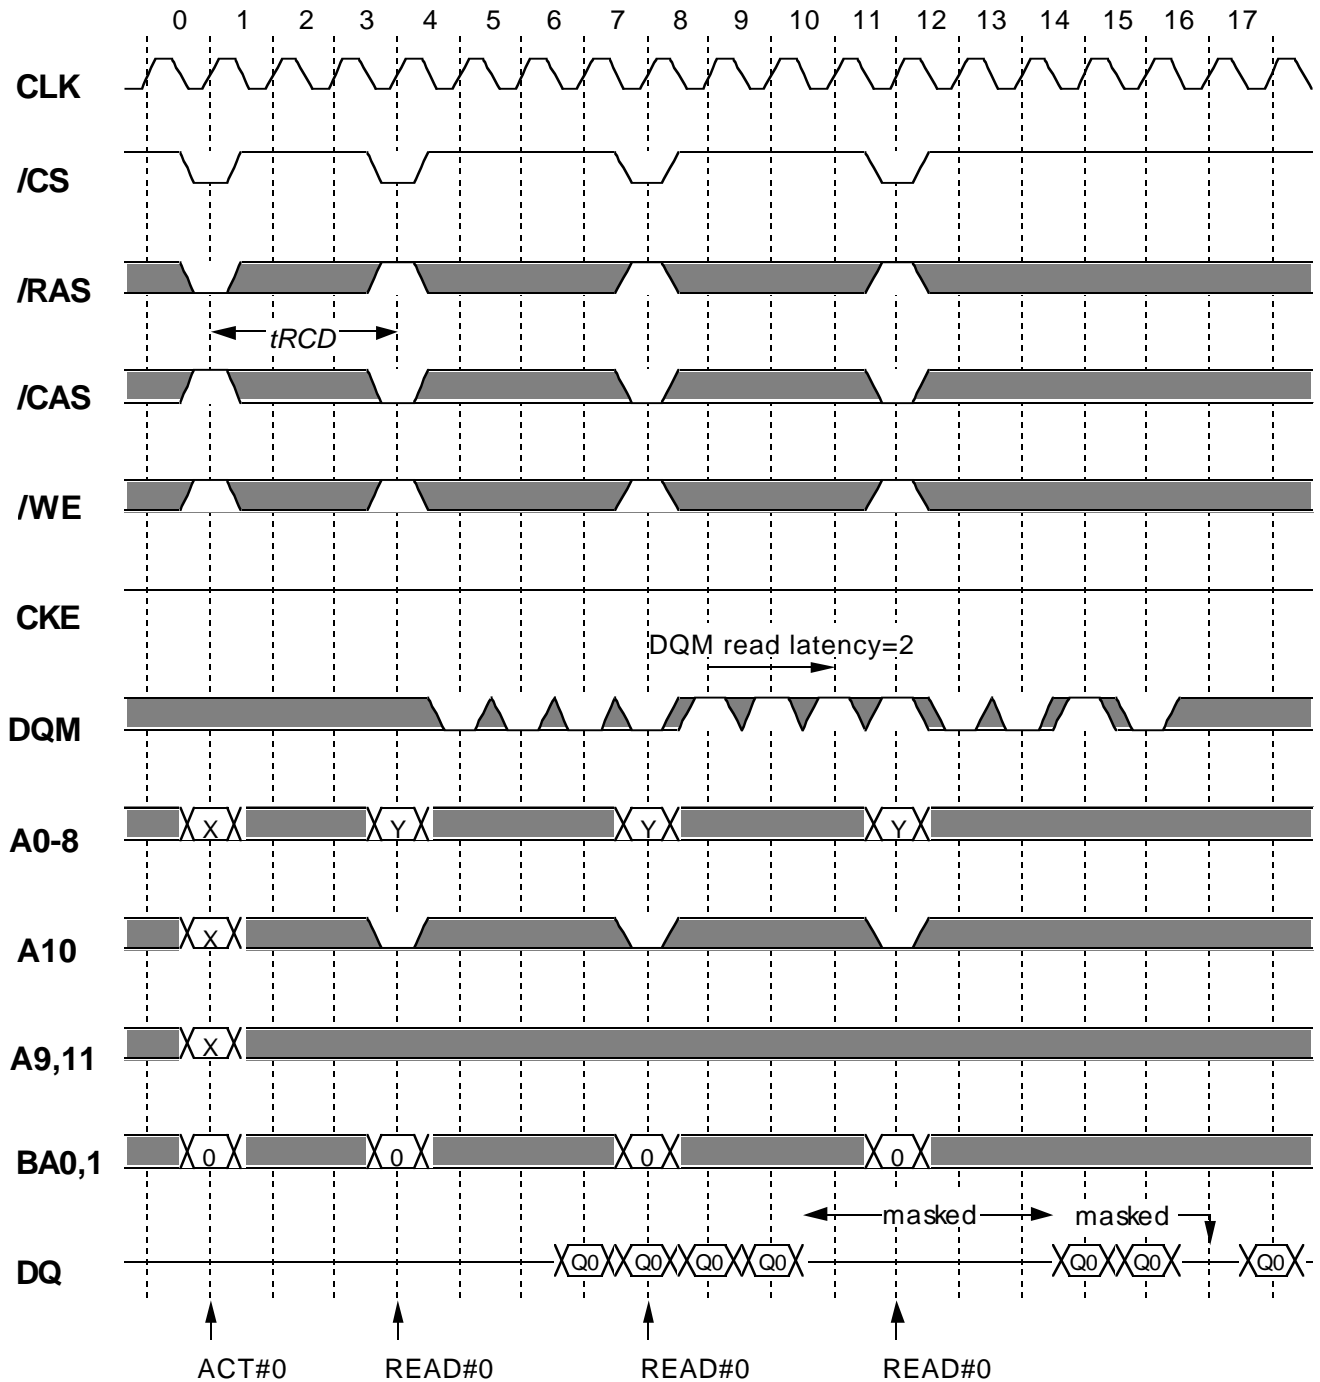 0 1 2 3 4 5 6 7 8 9 10 11 12 13 14 15 16 17
CLK
/CS
/RAS
tRCD
/CAS
/WE
CKE
DQM read latency=2
DQM
A0-8 X Y Y Y
A10 X
A9,11 X
BA0,1 0 0 0 0
masked masked
DQ Q0 Q0 Q0 Q0 Q0 Q0 Q0
ACT#0 READ#0 READ#0 READ#0